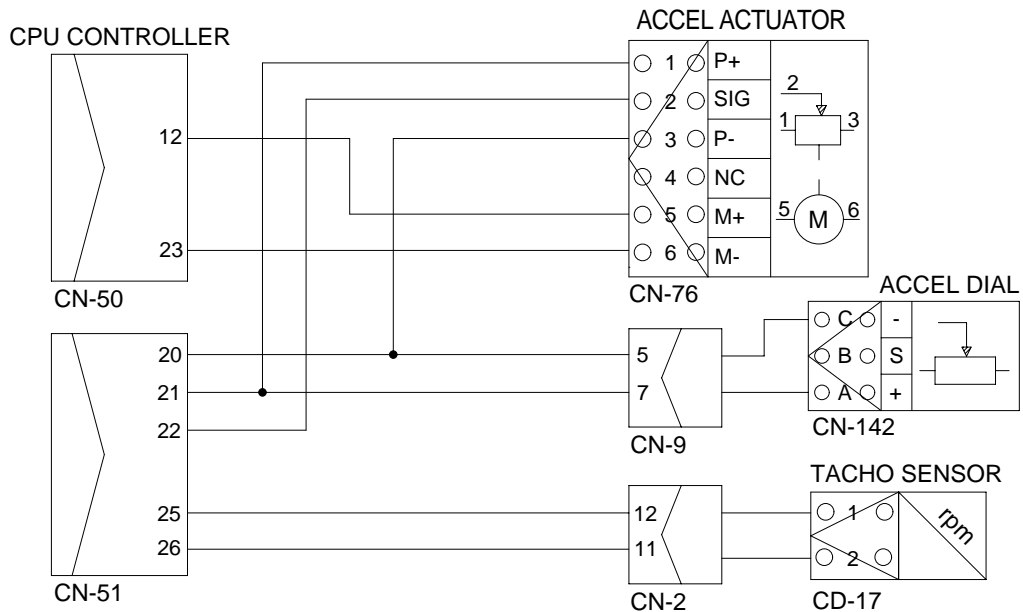 ACCEL ACTUATOR
CPU CONTROLLER
1 P+
2 SIG
3 P-
4 NC
5 M+
6 M-
2
1 3
5 M 6
12
23
CN-50
CN-76
ACCEL DIAL
C -
B S
A +
20
21
22
5
7
CN-9
CN-142
TACHO SENSOR
25
26
12
11
1
2
rpm
CN-51
CN-2
CD-17